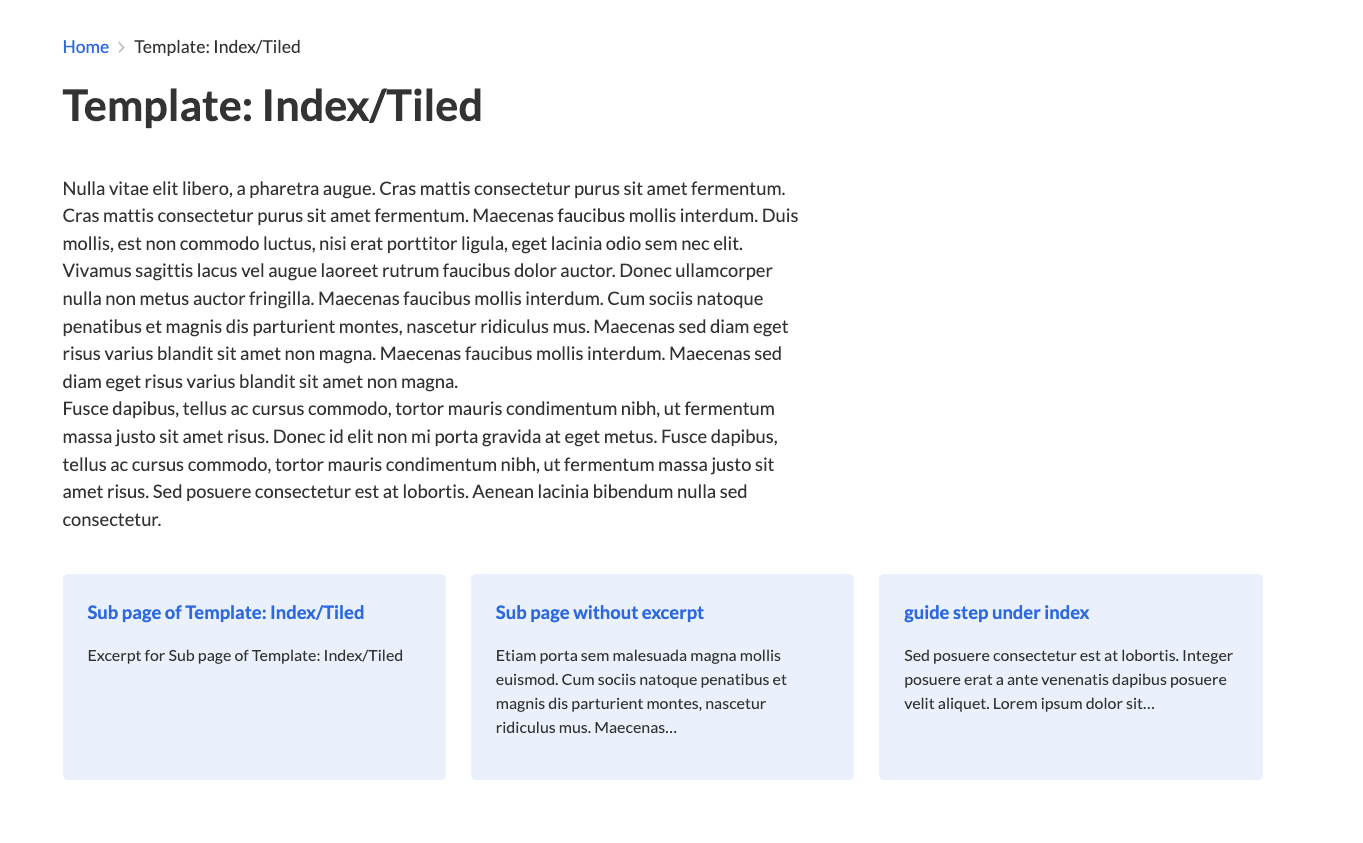 Home > Template: Index/Tiled
Template: Index/Tiled
Nulla vitae elit libero, a pharetra augue. Cras mattis consectetur purus sit amet fermentum.
Cras mattis consectetur purus sit amet fermentum. Maecenas faucibus mollis interdum. Duis
mollis, est non commodo luctus, nisi erat porttitor ligula, eget lacinia odio sem nec elit.
Vivamus sagittis lacus vel augue laoreet rutrum faucibus dolor auctor. Donec ullamcorper
nulla non metus auctor fringilla. Maecenas faucibus mollis interdum. Cum sociis natoque
penatibus et magnis dis parturient montes, nascetur ridiculus mus. Maecenas sed diam eget
risus varius blandit sit amet non magna. Maecenas faucibus mollis interdum. Maecenas sed
diam eget risus varius blandit sit amet non magna.
Fusce dapibus, tellus ac cursus commodo, tortor mauris condimentum nibh, ut fermentum
massa justo sit amet risus. Donec id elit non mi porta gravida at eget metus. Fusce dapibus,
tellus ac cursus commodo, tortor mauris condimentum nibh, ut fermentum massa justo sit
amet risus. Sed posuere consectetur est at lobortis. Aenean lacinia bibendum nulla sed
consectetur.
Sub page of Template: Index/Tiled
Excerpt for Sub page of Template: Index/Tiled
Sub page without excerpt
Etiam porta sem malesuada magna mollis
euismod. Cum sociis natoque penatibus et
magnis dis parturient montes, nascetur
ridiculus mus. Maecenas…
guide step under index
Sed posuere consectetur est at lobortis. Integer
posuere erat a ante venenatis dapibus posuere
velit aliquet. Lorem ipsum dolor sit…